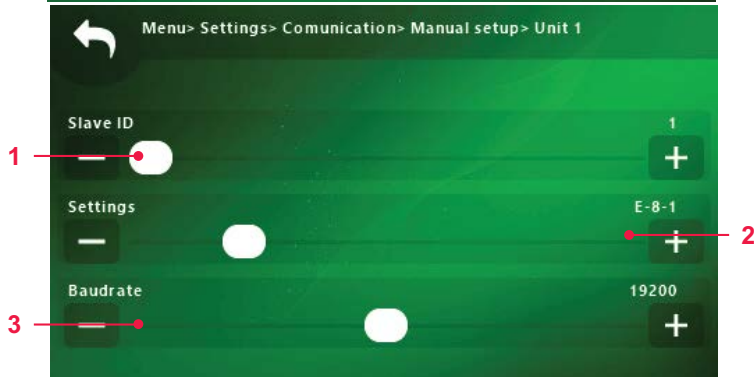 Menu> Settings> Comunication> Manual setup> Unit 1
Slave ID 1
1 − +
Settings E-8-1
− + 2
Baudrate 19200
3 − +